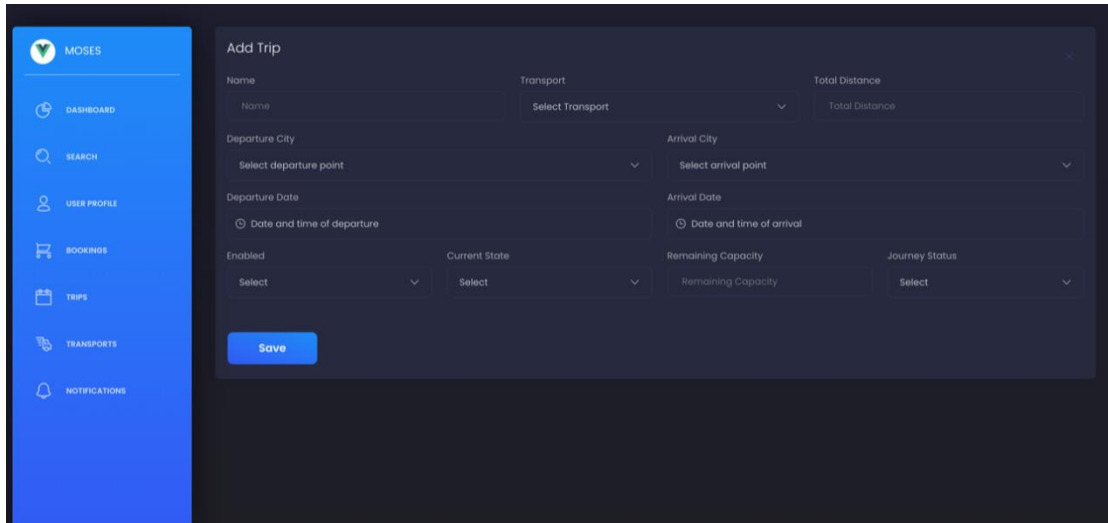 MOSES
DASHBOARD
SEARCH
USER PROFILE
BOOKINGS
TRIPS
TRANSPORTS
NOTIFICATIONS
Add Trip
Name Transport Total Distance
Name Select Transport Total Distance
Departure City Arrival City
Select departure point Select arrival point
Departure Date Arrival Date
Date and time of departure Date and time of arrival
Enabled Current State Remaining Capacity Journey Status
Select Select Remaining Capacity Select
Save